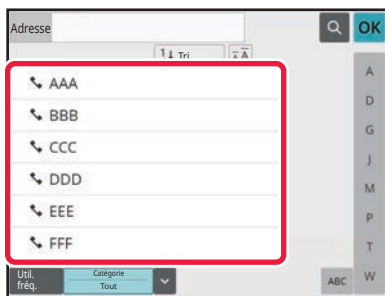 Adresse
OK
Tri
AAA
BBB
CCC
DDD
EEE
FFF
A
D
G
J
M
P
T
W
Util.
fréq.
Catégorie
Tout
ABC